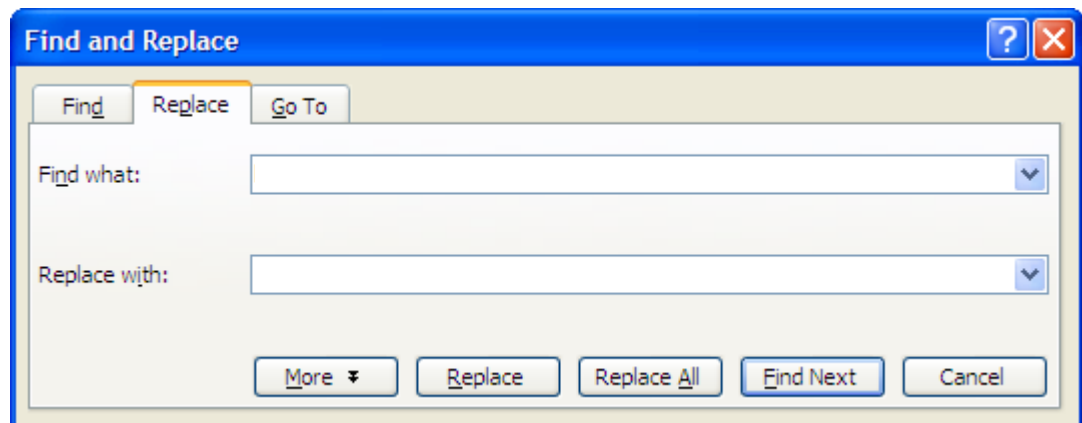 Find and Replace
Find Replace Go To
Find what:
Replace with:
More Replace Replace All Find Next Cancel